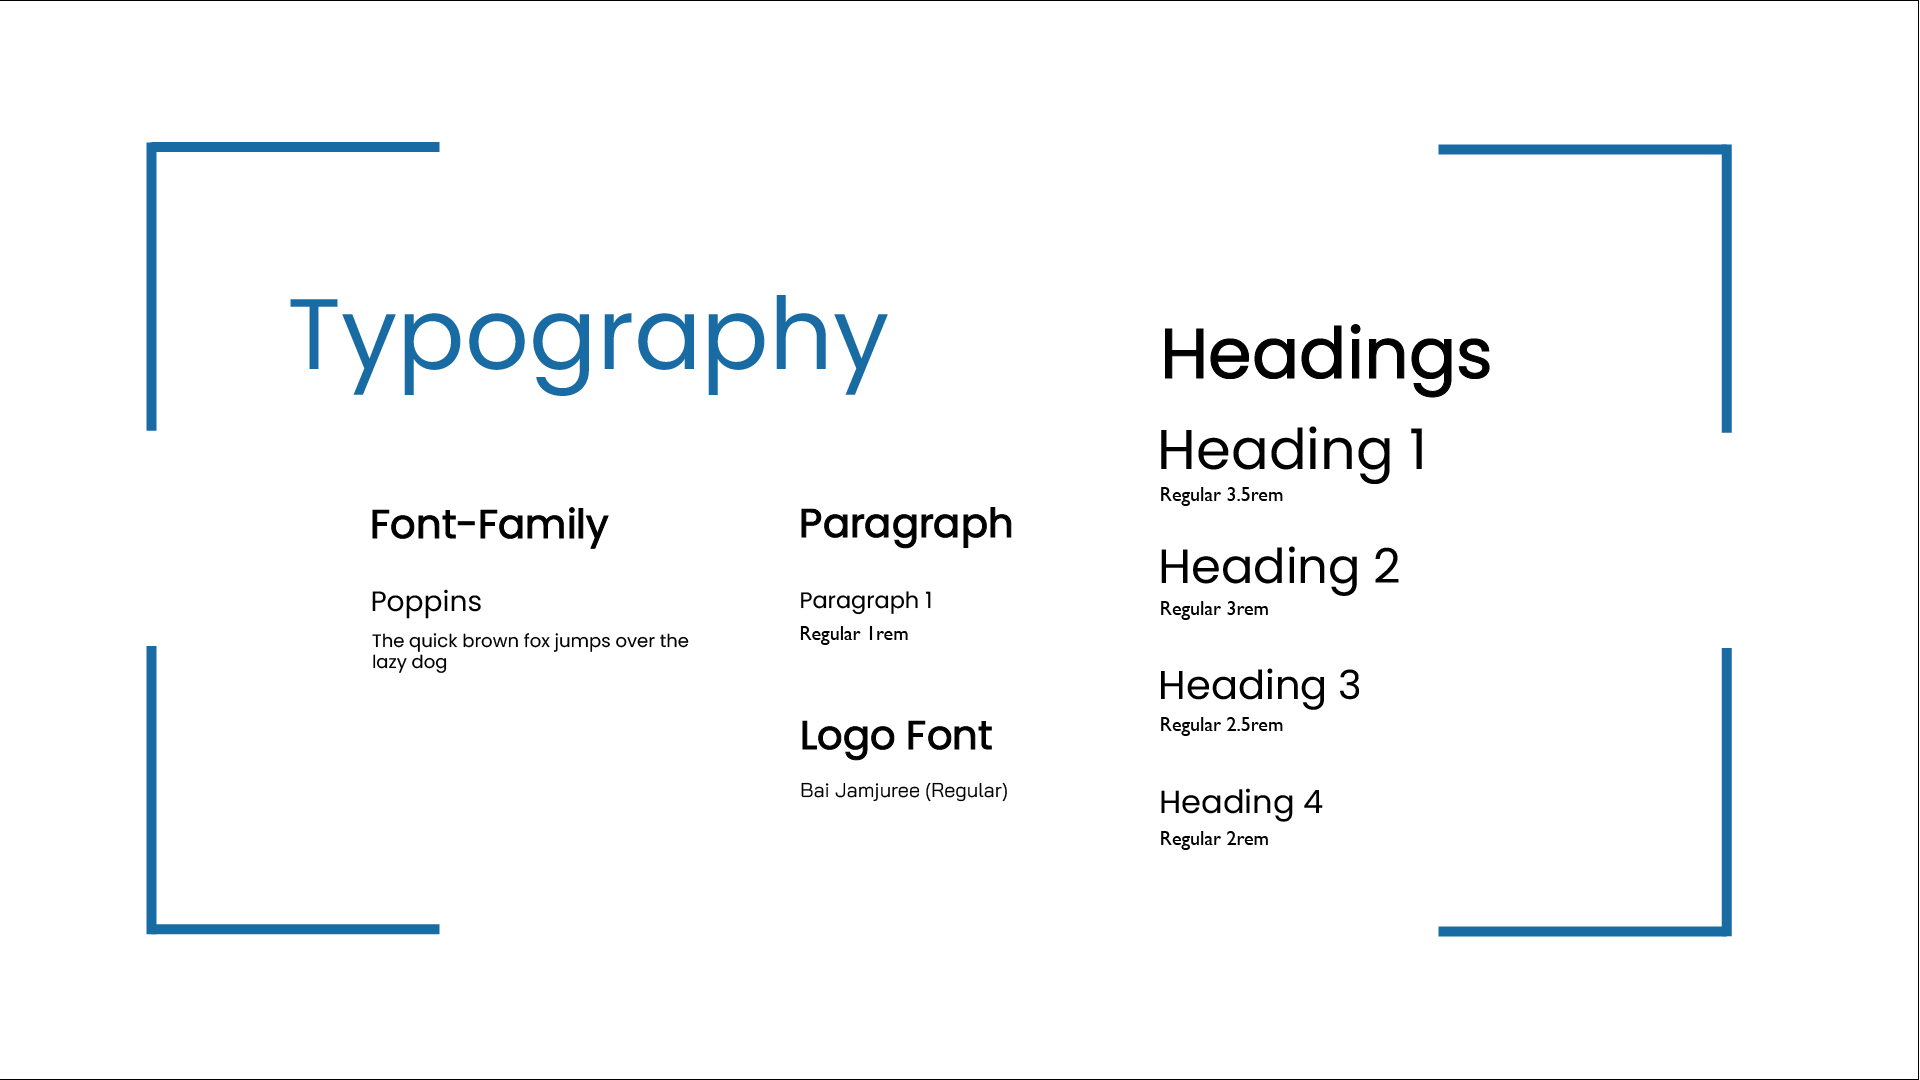 Typography
Font-Family
Poppins
The quick brown fox jumps over the
lazy dog
Paragraph
Paragraph 1
Regular 1rem
Logo Font
Bai Jamjuree (Regular)
Headings
Heading 1
Regular 3.5rem
Heading 2
Regular 3rem
Heading 3
Regular 2.5rem
Heading 4
Regular 2rem